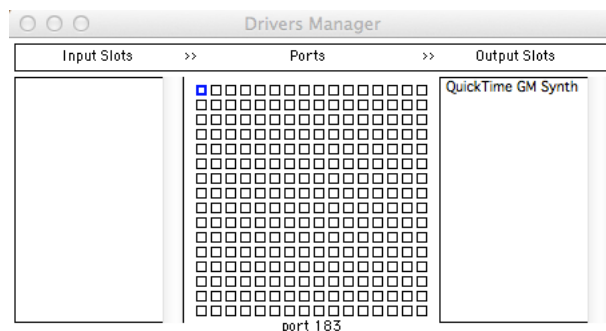 Drivers Manager
Input Slots >> Ports >> Output Slots
QuickTime GM Synth
port 183